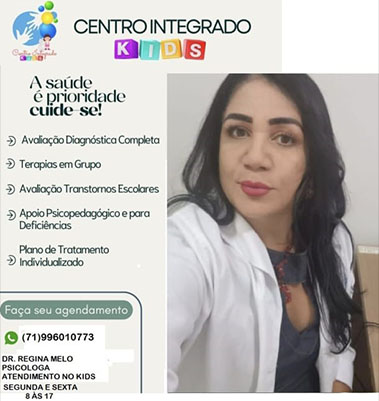 Centro Integrado
KIDS
CENTRO INTEGRADO
KIDS
A saúde
é prioridade
cuide-se!
Avaliação Diagnóstica Completa
Terapias em Grupo
Avaliação Transtornos Escolares
Apoio Psicopedagógico e para
Deficiências
Plano de Tratamento
Individualizado
Faça seu agendamento
(71)996010773
DR. REGINA MELO
PSICOLOGA
ATENDIMENTO NO KIDS
SEGUNDA E SEXTA
8 ÀS 17